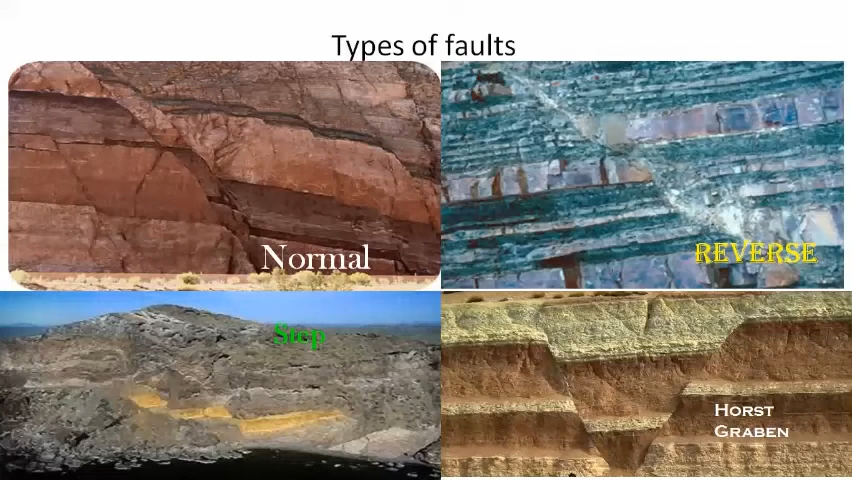 Types of faults
Normal
REVERSE
Step
HORST
GRABEN